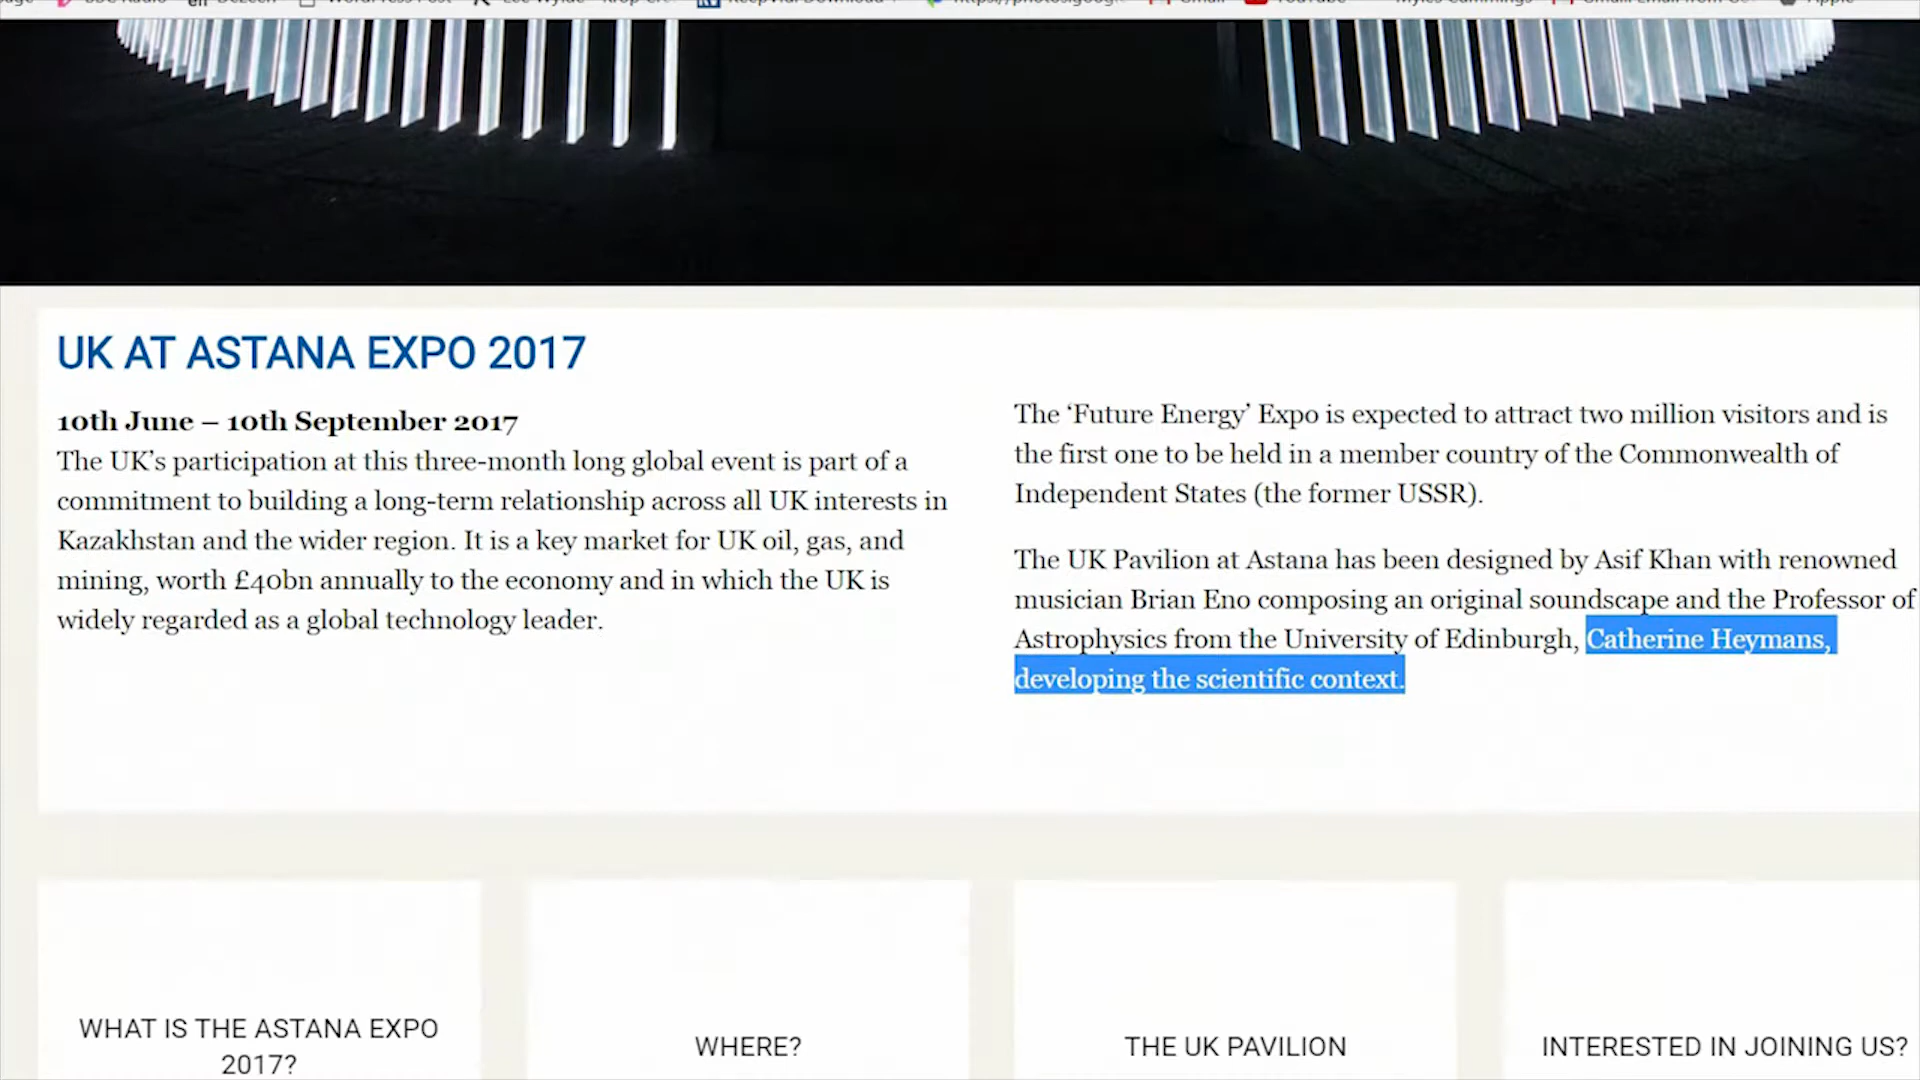 UK AT ASTANA EXPO 2017
10th June – 10th September 2017
The UK's participation at this three-month long global event is part of a
commitment to building a long-term relationship across all UK interests in
Kazakhstan and the wider region. It is a key market for UK oil, gas, and
mining, worth £40bn annually to the economy and in which the UK is
widely regarded as a global technology leader.
The ‘Future Energy’ Expo is expected to attract two million visitors and is
the first one to be held in a member country of the Commonwealth of
Independent States (the former USSR).
The UK Pavilion at Astana has been designed by Asif Khan with renowned
musician Brian Eno composing an original soundscape and the Professor of
Astrophysics from the University of Edinburgh, Catherine Heymans,
developing the scientific context.
WHAT IS THE ASTANA EXPO
2017?
WHERE?
THE UK PAVILION
INTERESTED IN JOINING US?